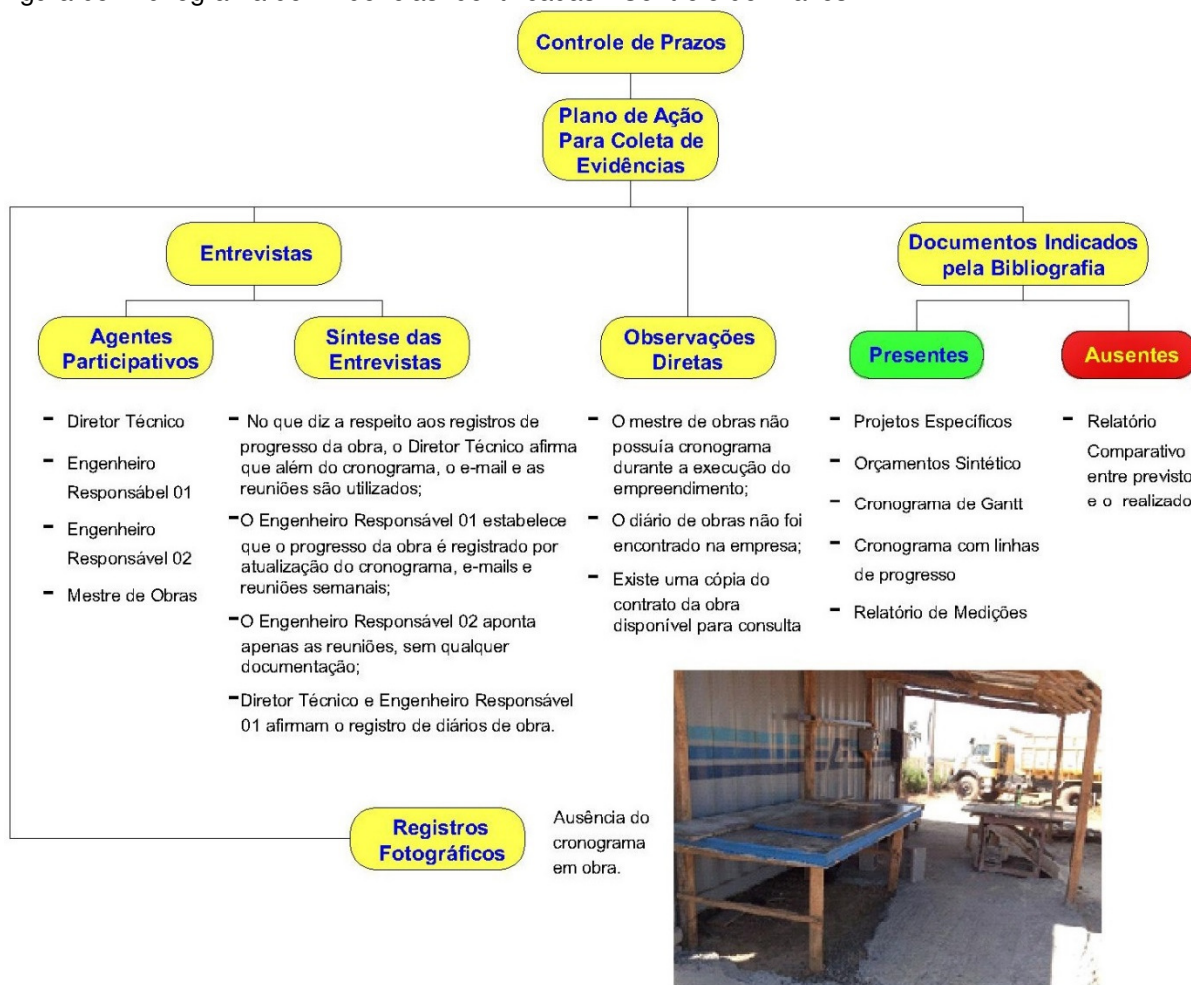 Controle de Prazos
Plano de Ação
Para Coleta de
Evidências
Entrevistas
Documentos Indicados
pela Bibliografia
Agentes
Participativos
Síntese das
Entrevistas
Observações
Diretas
Presentes
Ausentes
- Diretor Técnico
- Engenheiro
Responsábel 01
- Engenheiro
Responsável 02
- Mestre de Obras
- No que diz a respeito aos registros de
progresso da obra, o Diretor Técnico afirma
que além do cronograma, o e-mail e as
reuniões são utilizados;
- O Engenheiro Responsável 01 estabelece
que o progresso da obra é registrado por
atualização do cronograma, e-mails e
reuniões semanais;
- O Engenheiro Responsável 02 aponta
apenas as reuniões, sem qualquer
documentação;
- Diretor Técnico e Engenheiro Responsável
01 afirmam o registro de diários de obra.
- O mestre de obras não
possuía cronograma
durante a execução do
empreendimento;
- O diário de obras não foi
encontrado na empresa;
- Existe uma cópia do
contrato da obra
disponível para consulta
- Projetos Específicos
- Orçamentos Sintético
- Cronograma de Gantt
- Cronograma com linhas
de progresso
- Relatório de Medições
- Relatório
Comparativo
entre previsto
e o realizado
Registros
Fotográficos
Ausência do
cronograma
em obra.